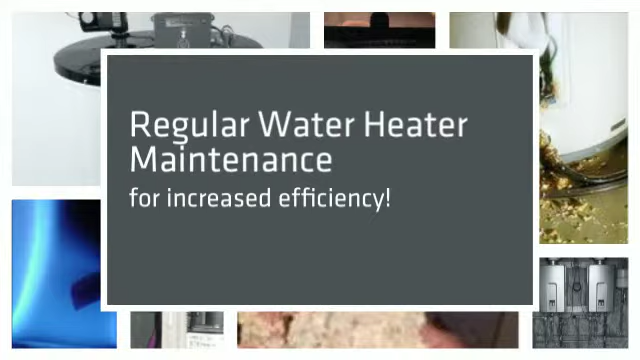 Regular Water Heater
Maintenance
for increased efficiency!